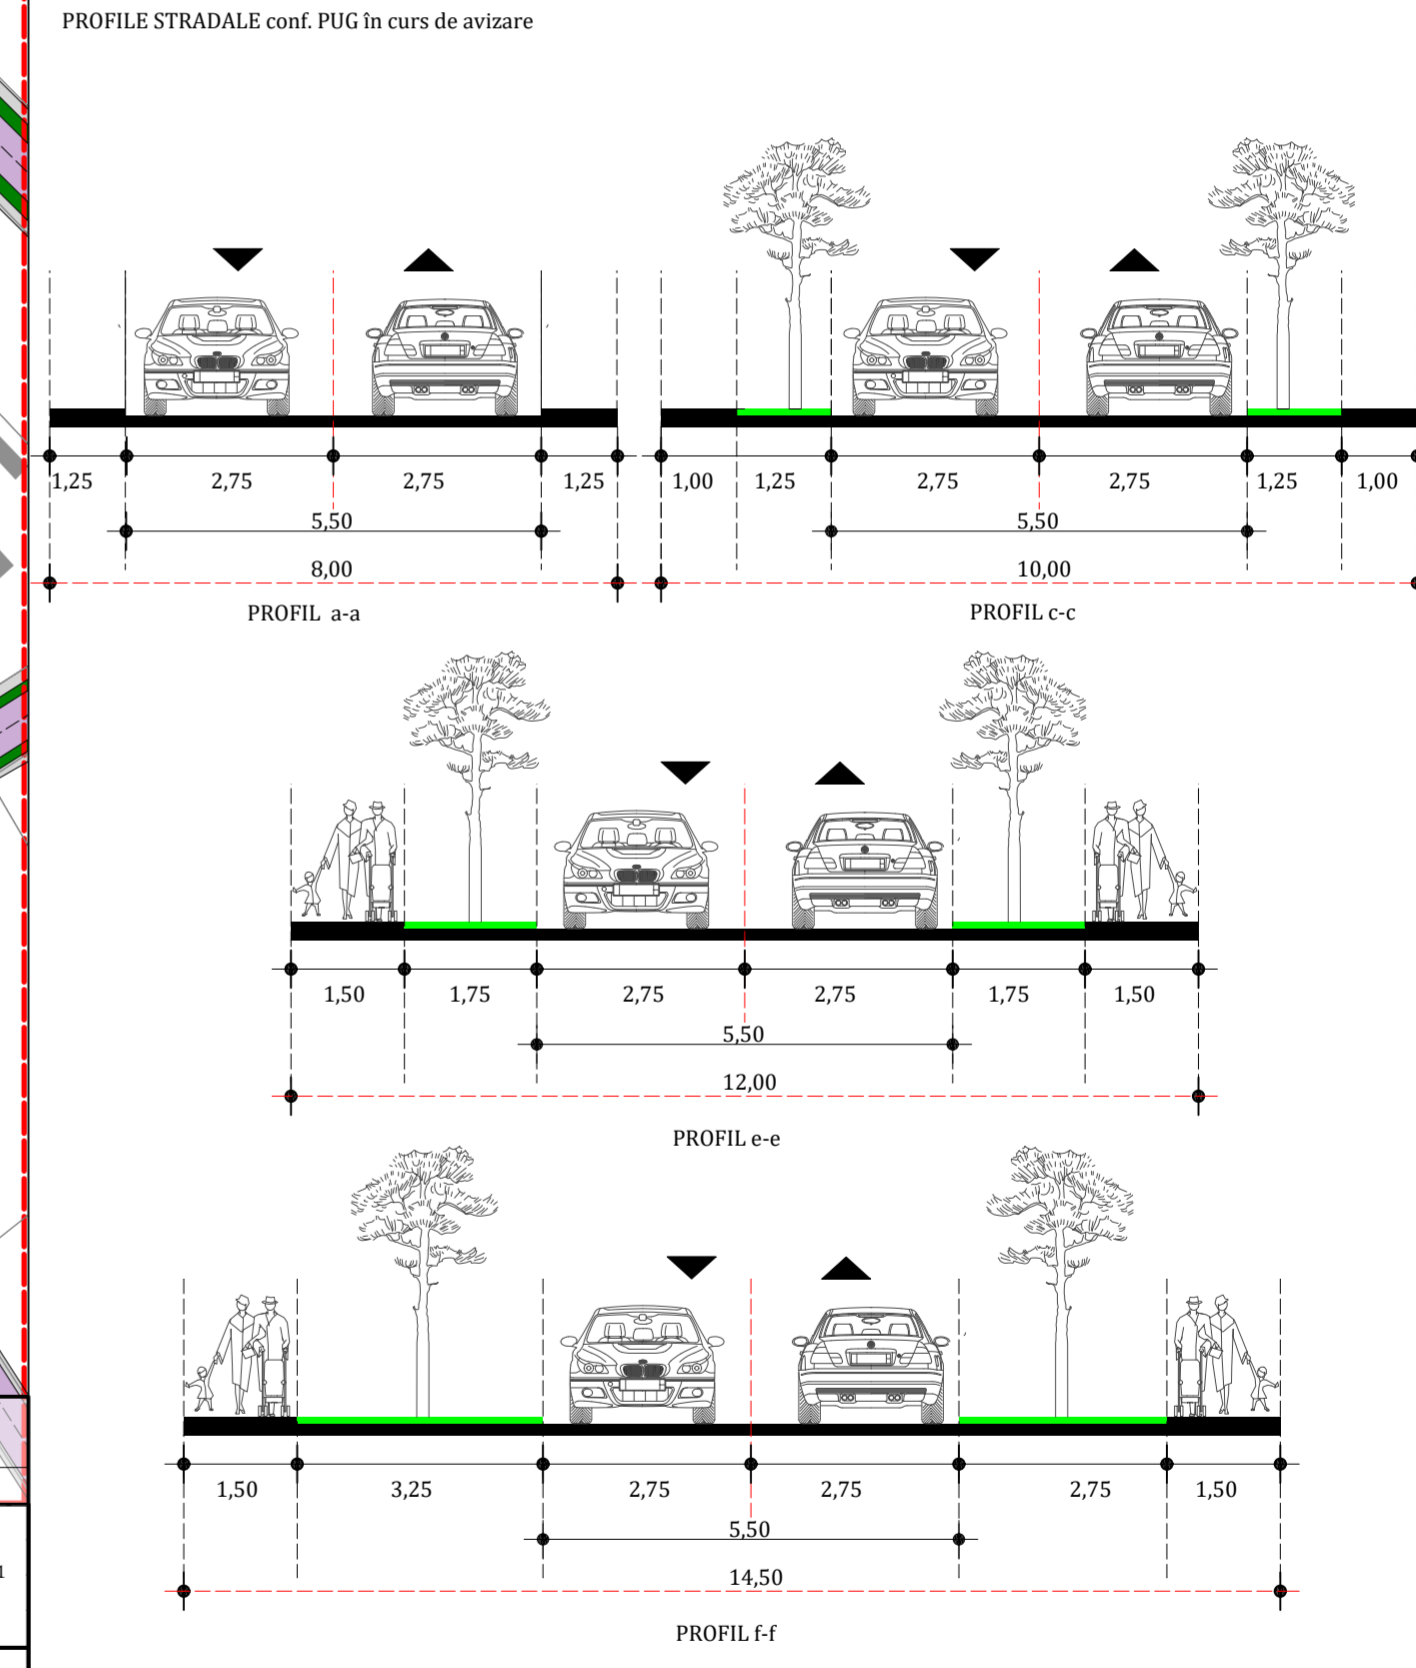 PROFILE STRADALE conf. PUG în curs de avizare
1,25 2,75 2,75 1,25
5,50
8,00
PROFIL a-a
1,00 1,25 2,75 2,75 1,25 1,00
5,50
10,00
PROFIL c-c
1,50 1,75 2,75 2,75 1,75 1,50
5,50
12,00
PROFIL e-e
1,50 3,25 2,75 2,75 2,75 1,50
5,50
14,50
PROFIL f-f